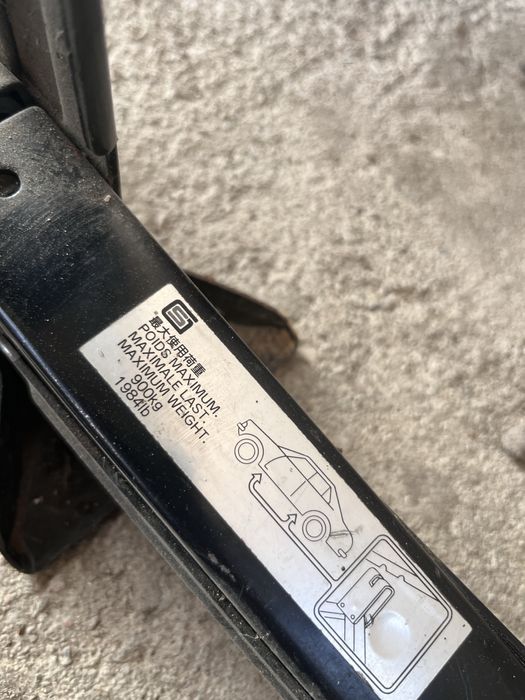 最大使用荷重
POIDS MAXIMUM.
MAXIMALE LAST.
MAXIMUM WEIGHT.
900kg
1984lb